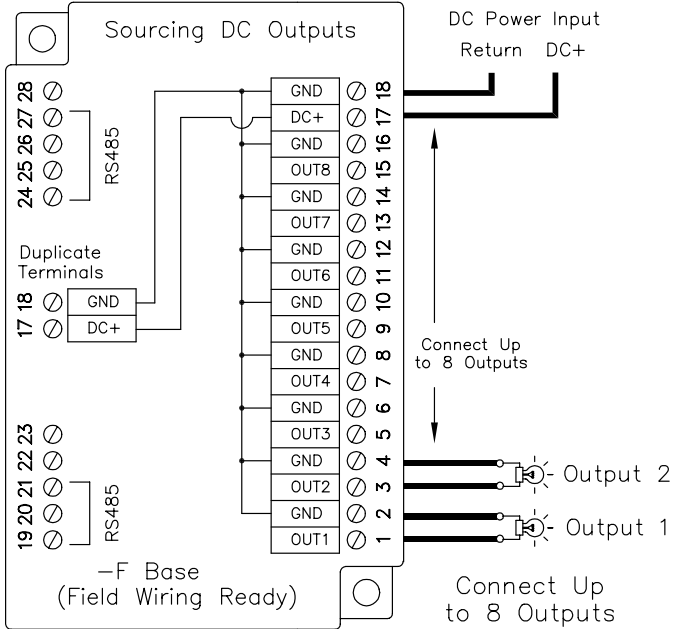 Sourcing DC Outputs
DC Power Input
Return DC+
28
27
26
25
24
RS485
Duplicate
Terminals
18 GND
17 DC+
23
22
21
20
19
RS485
GND 18
DC+ 17
GND 16
OUT8 15
GND 14
OUT7 13
GND 12
OUT6 11
GND 10
OUT5 9
GND 8
OUT4 7
GND 6
OUT3 5
GND 4
OUT2 3
GND 2
OUT1 1
Connect Up
to 8 Outputs
Output 2
Output 1
-F Base
(Field Wiring Ready)
Connect Up
to 8 Outputs